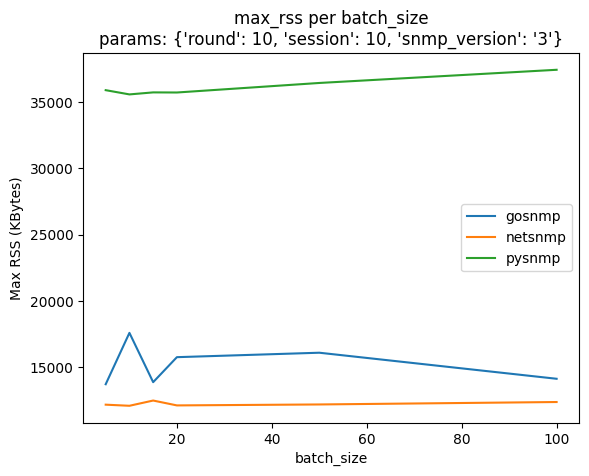 max_rss per batch_size
params: {'round': 10, 'session': 10, 'snmp_version': '3'}
Max RSS (KBytes)
35000
30000
25000
20000
15000
gosnmp
netsnmp
pysnmp
20
40
60
80
100
batch_size